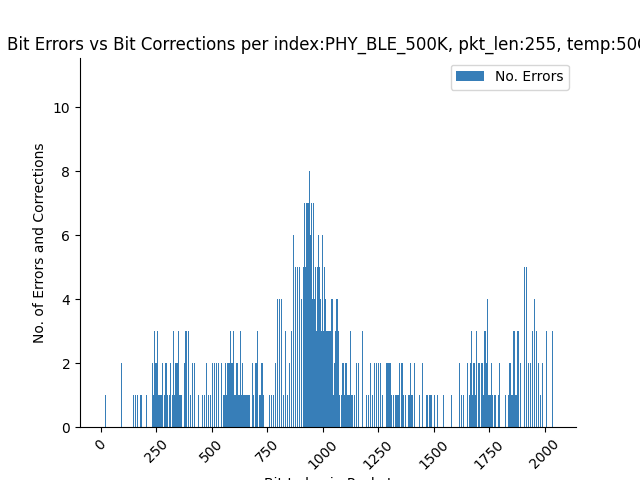 Bit Errors vs Bit Corrections per index:PHY_BLE_500K, pkt_len:255, temp:50
No. Errors
No. of Errors and Corrections
10
8
6
4
2
0
0 250 500 750 1000 1250 1500 1750 2000